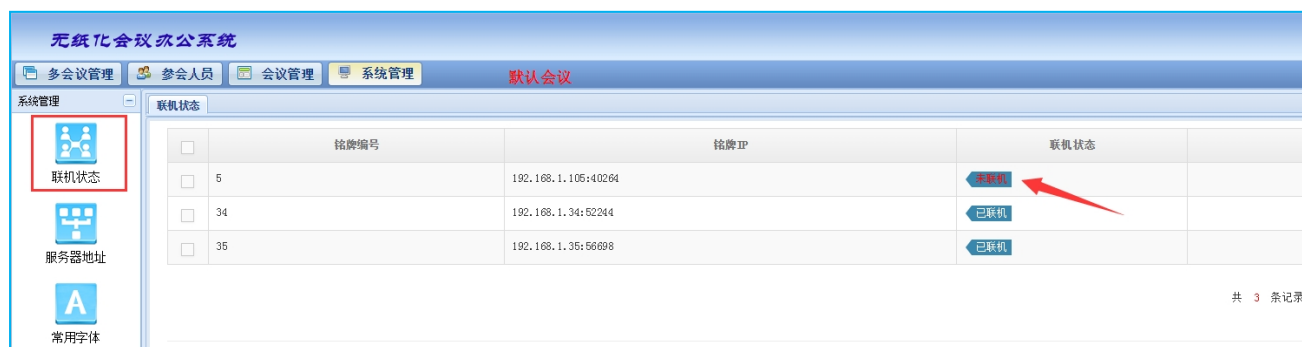 无纸化会议办公系统
多会议管理 参会人员 会议管理 系统管理 默认会议
系统管理 联机状态
铭牌编号 铭牌IP 联机状态
联机状态
5 192.168.1.105:40264 未联机
34 192.168.1.34:52244 已联机
服务器地址
35 192.168.1.35:56698 已联机
共 3 条记录
A
常用字体